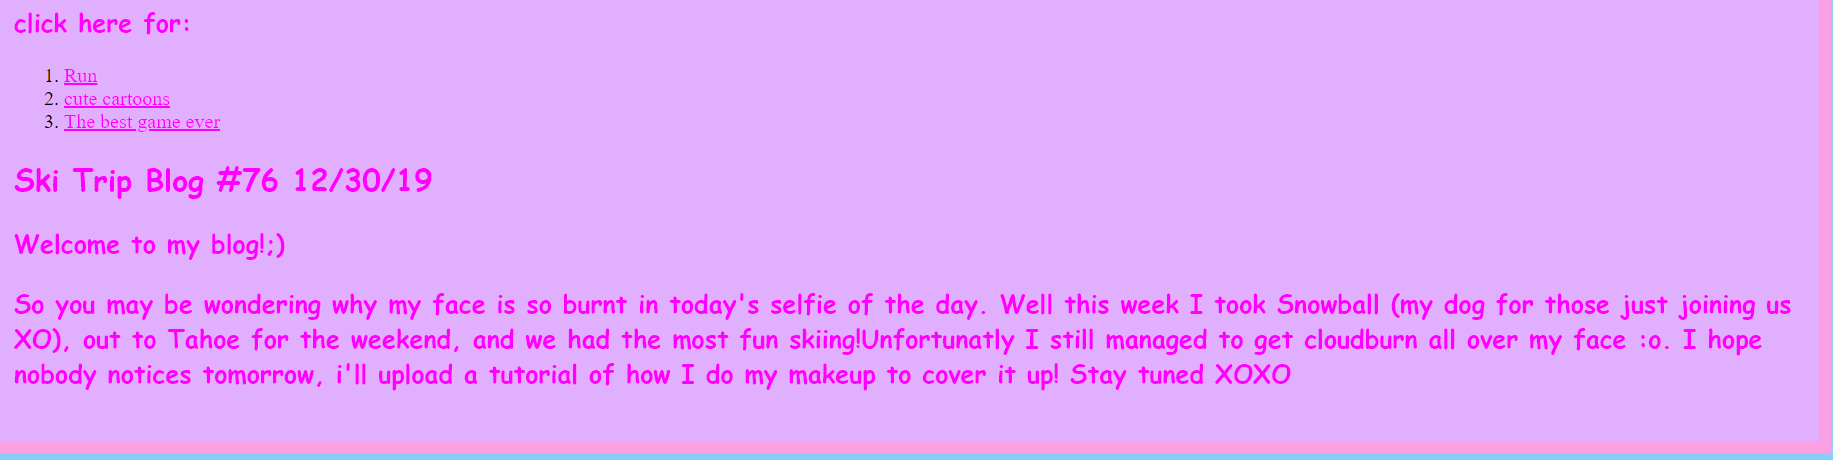 click here for:
1. Run
2. cute cartoons
3. The best game ever
Ski Trip Blog #76 12/30/19
Welcome to my blog!;)
So you may be wondering why my face is so burnt in today's selfie of the day. Well this week I took Snowball (my dog for those just joining us
XO), out to Tahoe for the weekend, and we had the most fun skiing!Unfortunatly I still managed to get cloudburn all over my face :o. I hope
nobody notices tomorrow, i'll upload a tutorial of how I do my makeup to cover it up! Stay tuned XOXO